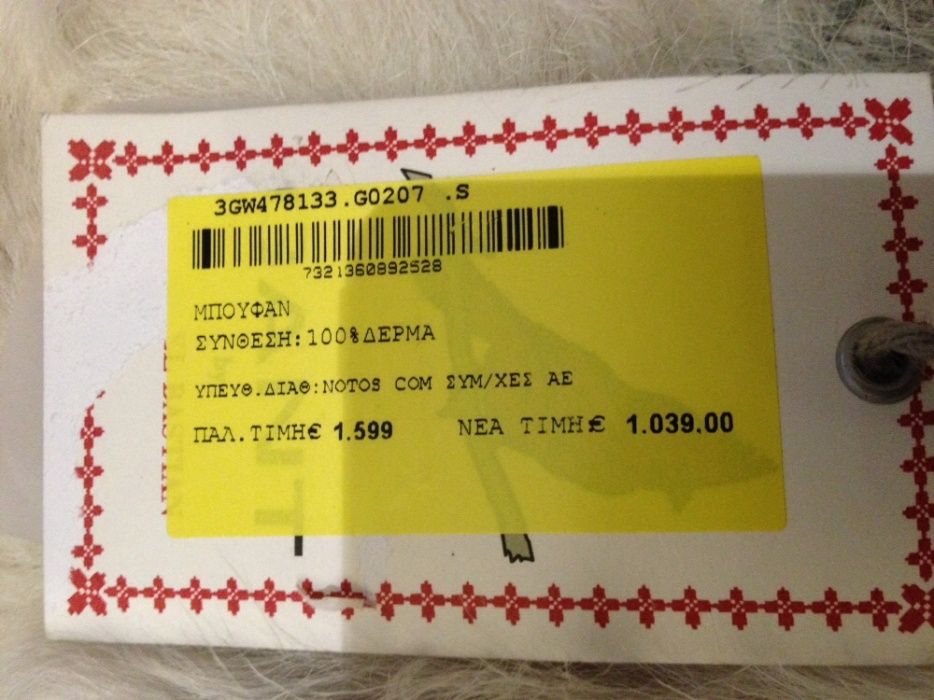 3GW478133.G0207 .S
7321360892528
ΜΠΟΥΦΑΝ
ΣΥΝΘΕΣΗ:100%ΔΕΡΜΑ
ΥΠΕΥΘ.ΔΙΑΘ:NOTOS COM ΣΥΜ/ΧΕΣ ΑΕ
ΠΑΛ.ΤΙΜΗ€ 1.599 ΝΕΑ ΤΙΜΗ€ 1.039,00